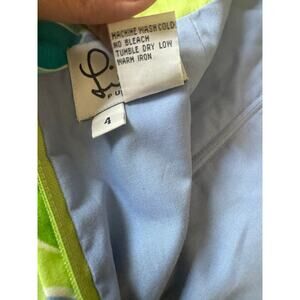 MACHINE WASH COLD
NO BLEACH
TUMBLE DRY LOW
WARM IRON
4